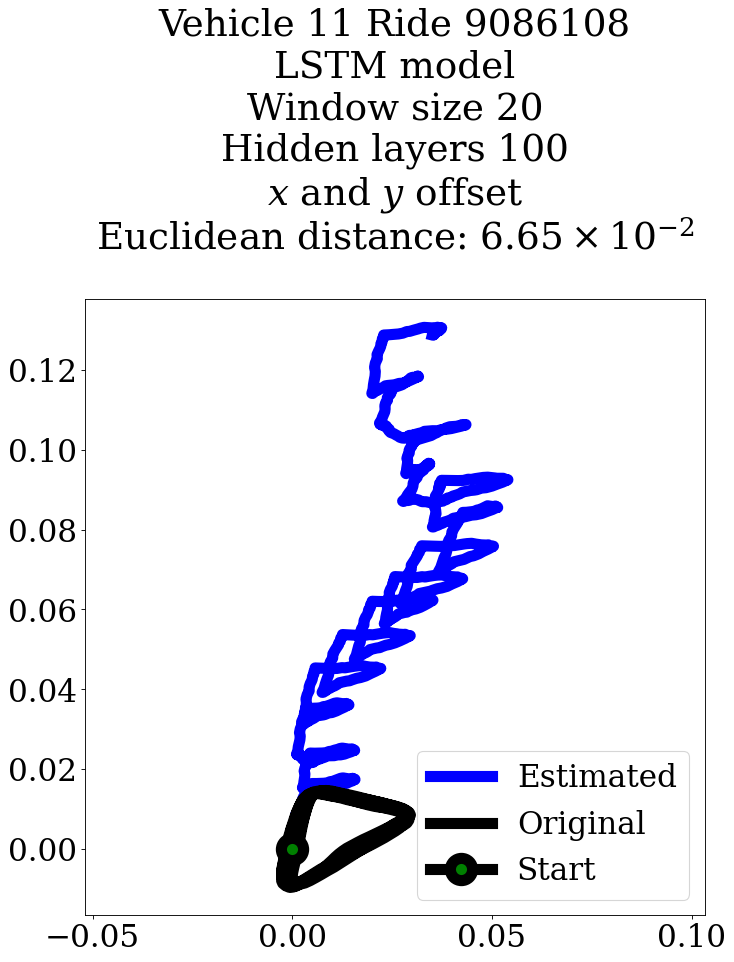 Vehicle 11 Ride 9086108
LSTM model
Window size 20
Hidden layers 100
x and y offset
Euclidean distance: 6.65 × 10⁻²
0.12
0.10
0.08
0.06
0.04
0.02
0.00
−0.05 0.00 0.05 0.10
Estimated
Original
Start